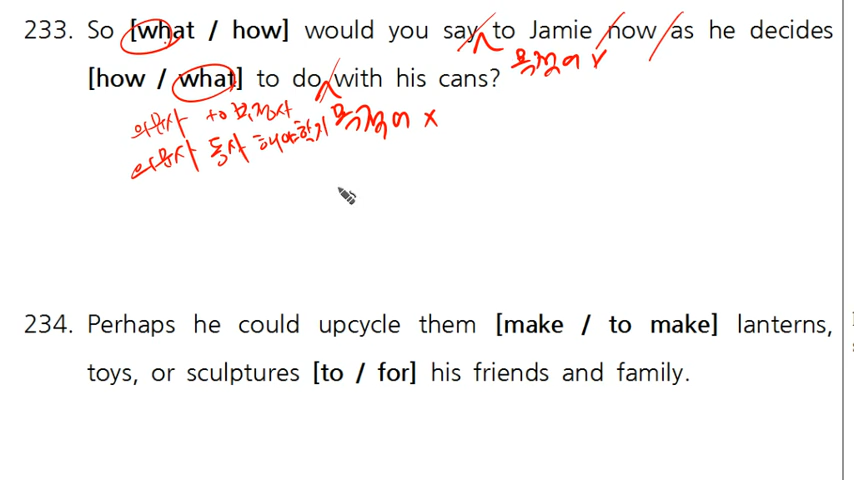 233. So [what / how] would you say to Jamie now as he decides
목적어
[how / what] to do with his cans?
의문사 to 부정사 목적어 x
의문사 동사 해야할지
234. Perhaps he could upcycle them [make / to make] lanterns,
toys, or sculptures [to / for] his friends and family.